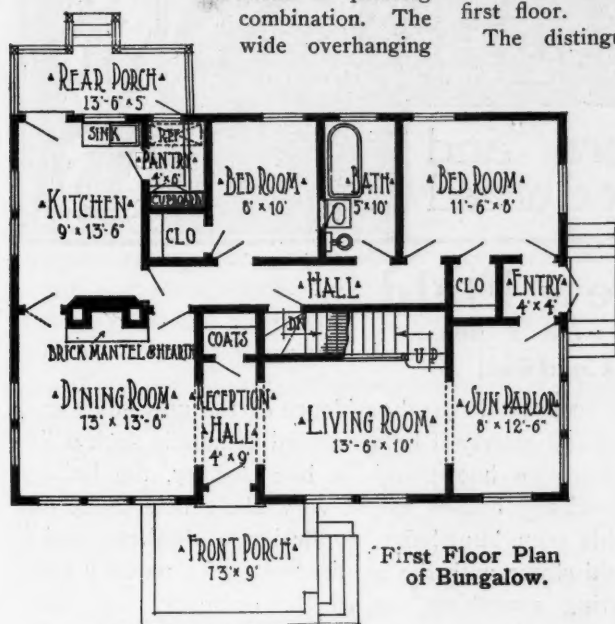 combination. The
wide overhanging
first floor.
The distingu
REAR PORCH
13'-6" x 5'
SINK
REF
PANTRY
4' x 6'
CUPBOARD
BED ROOM
8' x 10'
BATH
5' x 10'
BED ROOM
11'-6" x 8'
KITCHEN
9' x 13'-6"
CLO
HALL
CLO
ENTRY
4' x 4'
BRICK MANTEL & HEARTH
COATS
DN
UP
DINING ROOM
13' x 13'-6"
RECEPTION
HALL
4' x 9'
LIVING ROOM
13'-6" x 10'
SUN PARLOR
8' x 12'-6"
FRONT PORCH
13' x 9'
First Floor Plan
of Bungalow.